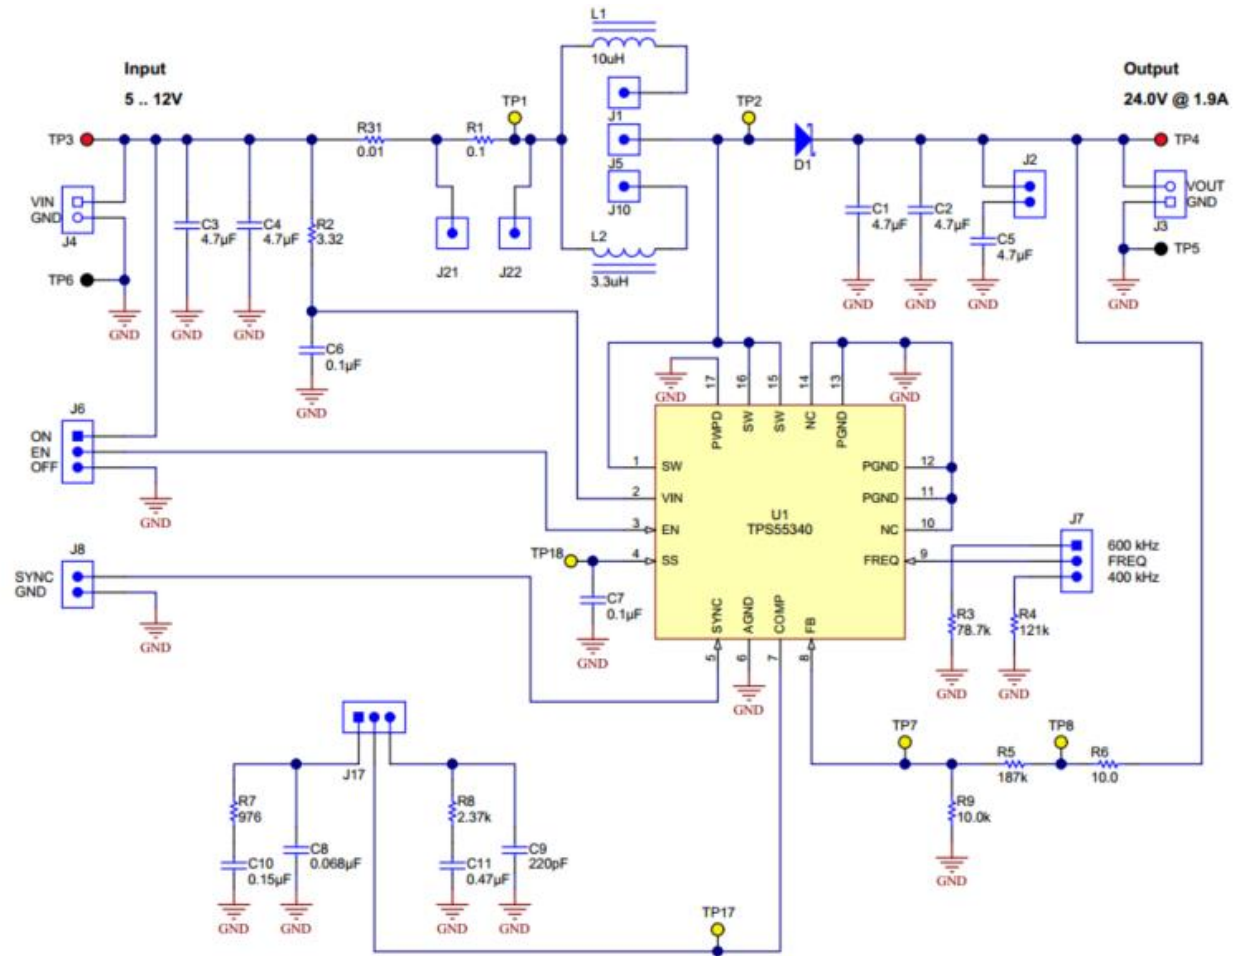 L1
10uH
Input
5 .. 12V
Output
24.0V @ 1.9A
TP1
TP2
J1
TP3
R31
0.01
R1
0.1
J5
D1
TP4
J2
J10
VIN
GND
J4
C3
4.7µF
C4
4.7µF
R2
3.32
J21
J22
L2
3.3uH
C1
4.7µF
C2
4.7µF
C5
4.7µF
VOUT
GND
J3
TP6
TP5
GND
GND
GND
GND
GND
GND
GND
C6
0.1µF
GND
GND
GND
17
16
15
14
13
J6
ON
EN
OFF
GND
PWPD
SW
SW
NC
PGND
1
SW
PGND
12
2
VIN
PGND
11
3
EN
NC
10
U1
TPS55340
4
SS
FREQ
9
TP18
J7
600 kHz
FREQ
400 kHz
J8
SYNC
GND
GND
C7
0.1µF
GND
SYNC
AGND
COMP
FB
5
6
7
8
GND
R3
78.7k
R4
121k
GND
GND
J17
TP7
TP8
R5
187k
R6
10.0
R9
10.0k
GND
R7
976
R8
2.37k
C10
0.15µF
C8
0.068µF
C11
0.47µF
C9
220pF
GND
GND
GND
GND
TP17